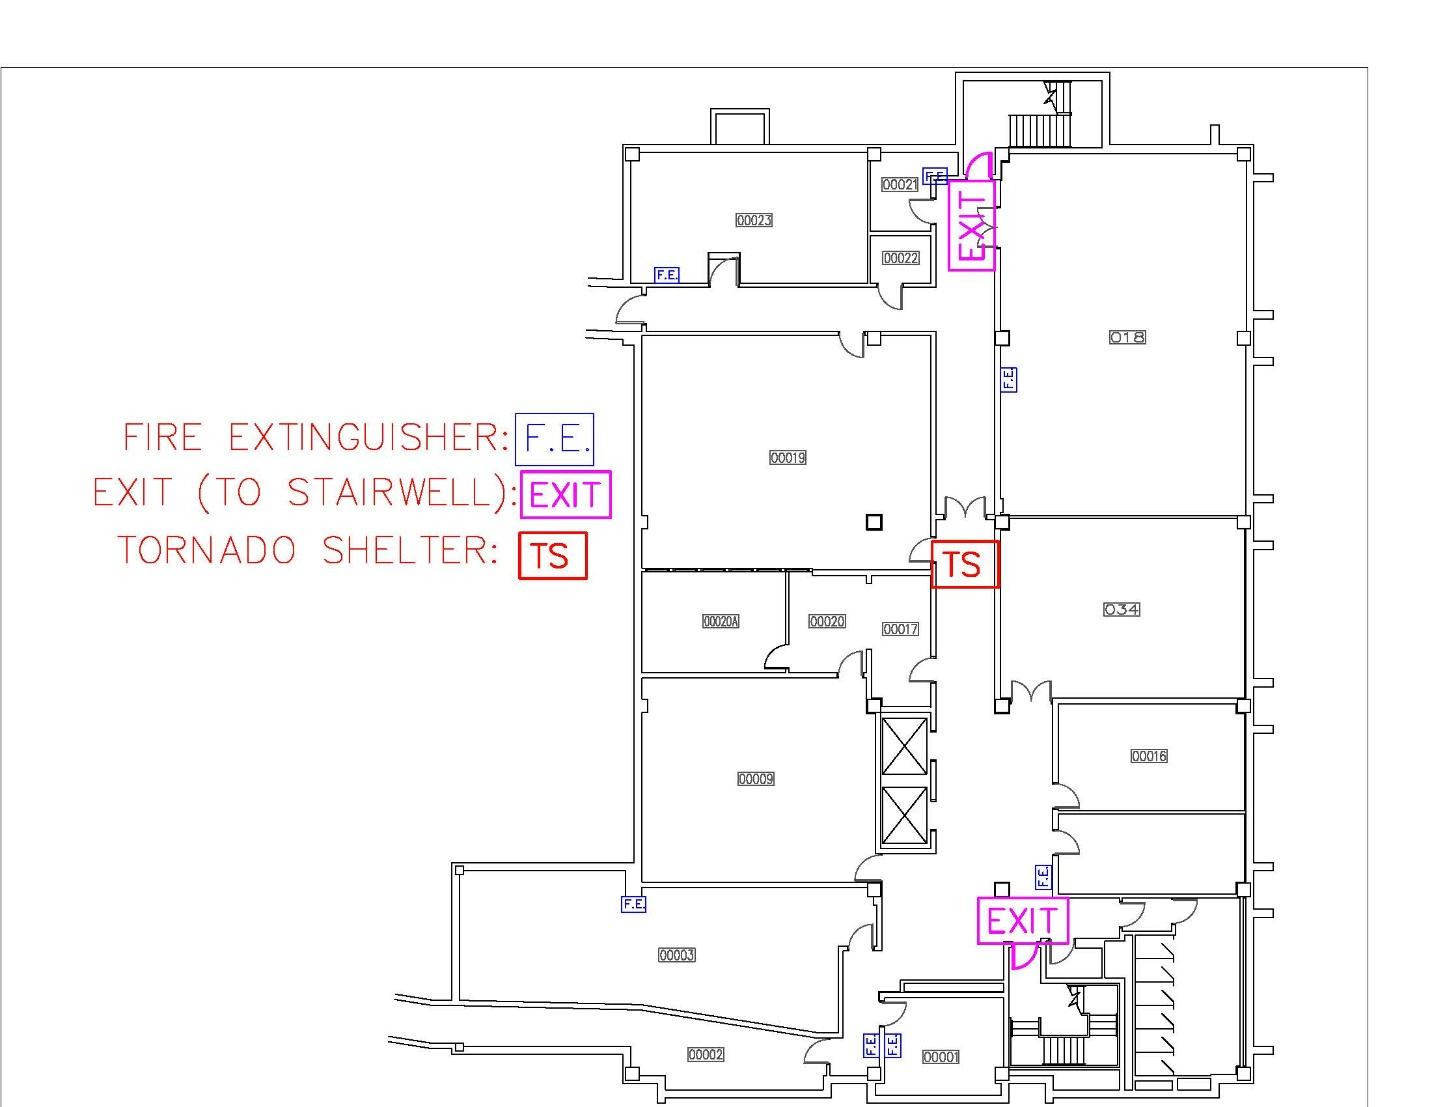 00021
F.E.
EXIT
00023
00022
F.E.
018
F.E.
FIRE EXTINGUISHER: F.E.
EXIT (TO STAIRWELL): EXIT
TORNADO SHELTER: TS
00019
TS
034
00020A
00020
00017
00016
00009
F.E.
F.E.
EXIT
00003
F.E.
F.E.
00002
00001